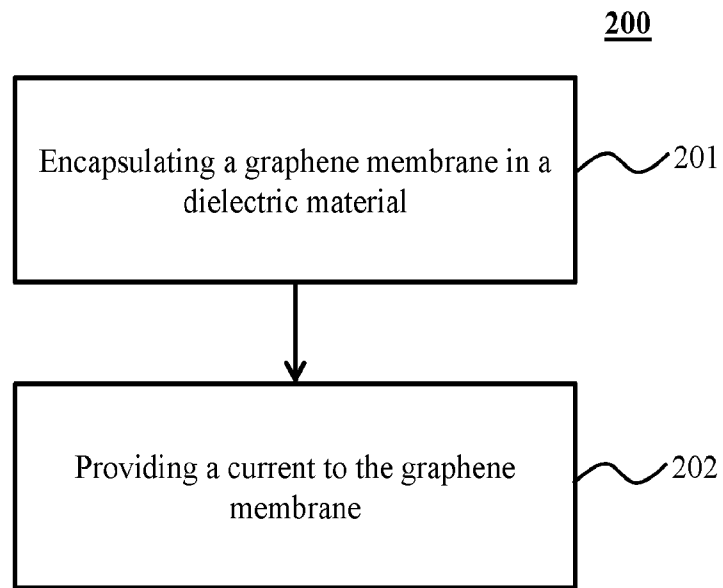 200
Encapsulating a graphene membrane in a
dielectric material
201
Providing a current to the graphene
membrane
202